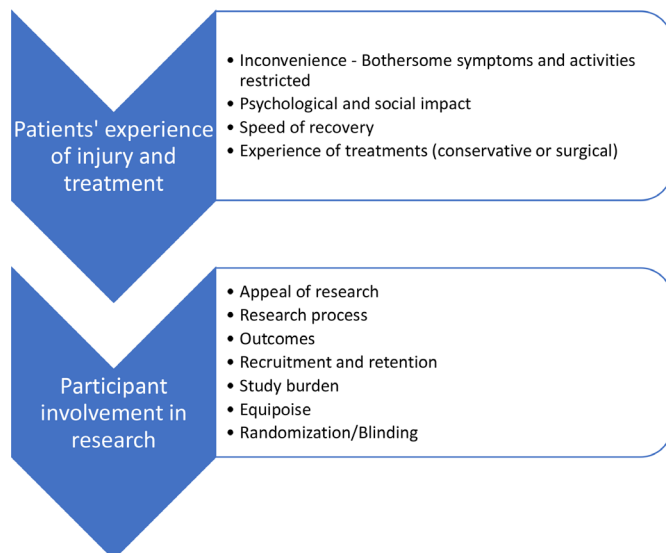 Patients' experience
of injury and
treatment
• Inconvenience - Bothersome symptoms and activities
restricted
• Psychological and social impact
• Speed of recovery
• Experience of treatments (conservative or surgical)
Participant
involvement in
research
• Appeal of research
• Research process
• Outcomes
• Recruitment and retention
• Study burden
• Equipoise
• Randomization/Blinding